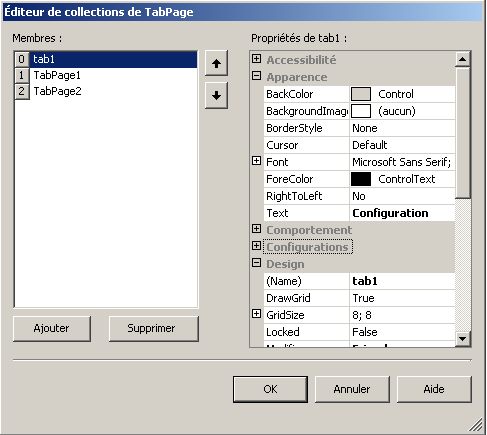 Éditeur de collections de TabPage
Membres :
0 tab1
1 TabPage1
2 TabPage2
Ajouter
Supprimer
Propriétés de tab1 :
Accessibilité
Apparence
BackColor Control
BackgroundImag (aucun)
BorderStyle None
Cursor Default
Font Microsoft Sans Serif;
ForeColor ControlText
RightToLeft No
Text Configuration
Comportement
Configurations
Design
(Name) tab1
DrawGrid True
GridSize 8; 8
Locked False
OK
Annuler
Aide